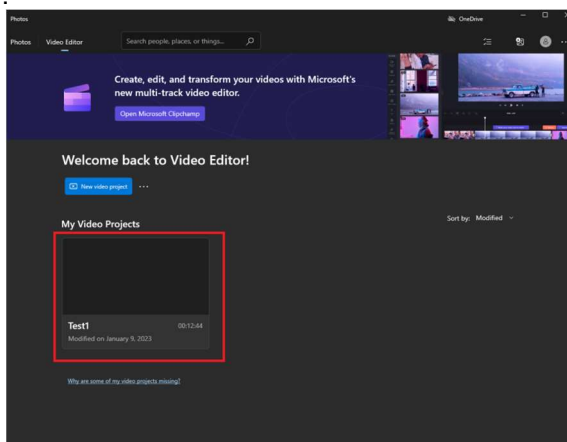 Photos
OneDrive
Photos
Video Editor
Search people, places, or things...
Create, edit, and transform your videos with Microsoft's
new multi-track video editor.
Open Microsoft Clipchamp
Welcome back to Video Editor!
New video project
My Video Projects
Sort by: Modified
Test1
00:12:44
Modified on January 9, 2023
Why are some of my video projects missing?